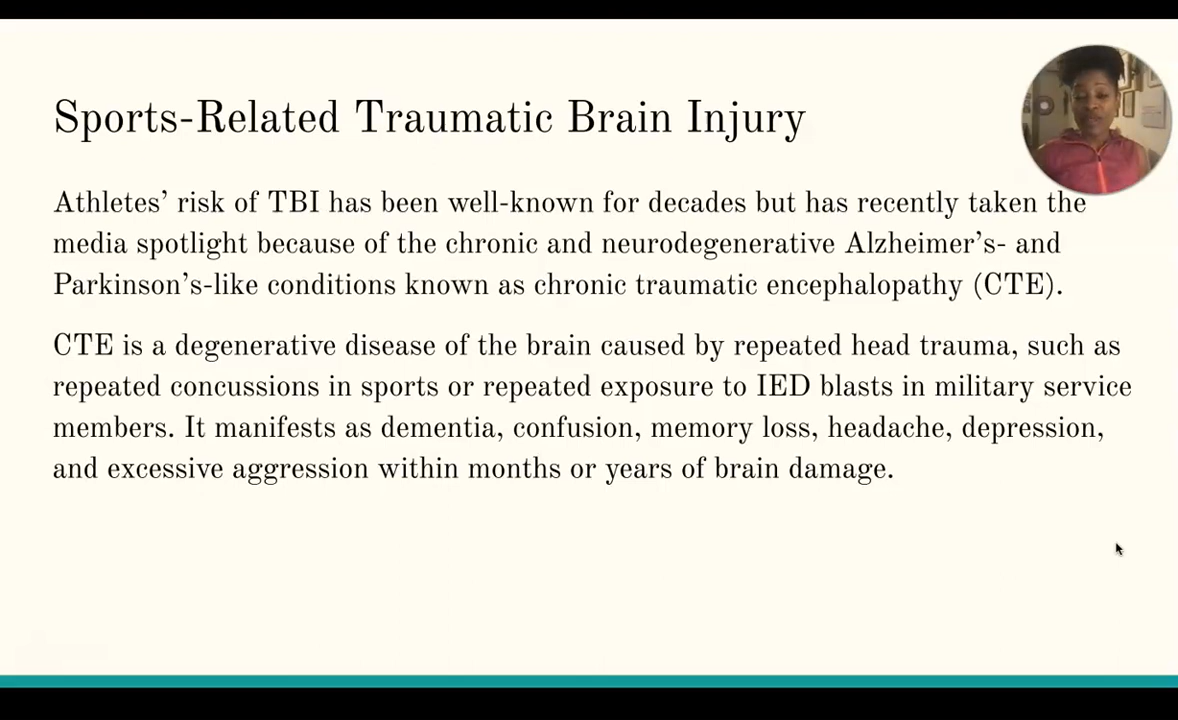 Sports-Related Traumatic Brain Injury
Athletes’ risk of TBI has been well-known for decades but has recently taken the
media spotlight because of the chronic and neurodegenerative Alzheimer’s- and
Parkinson’s-like conditions known as chronic traumatic encephalopathy (CTE).
CTE is a degenerative disease of the brain caused by repeated head trauma, such as
repeated concussions in sports or repeated exposure to IED blasts in military service
members. It manifests as dementia, confusion, memory loss, headache, depression,
and excessive aggression within months or years of brain damage.